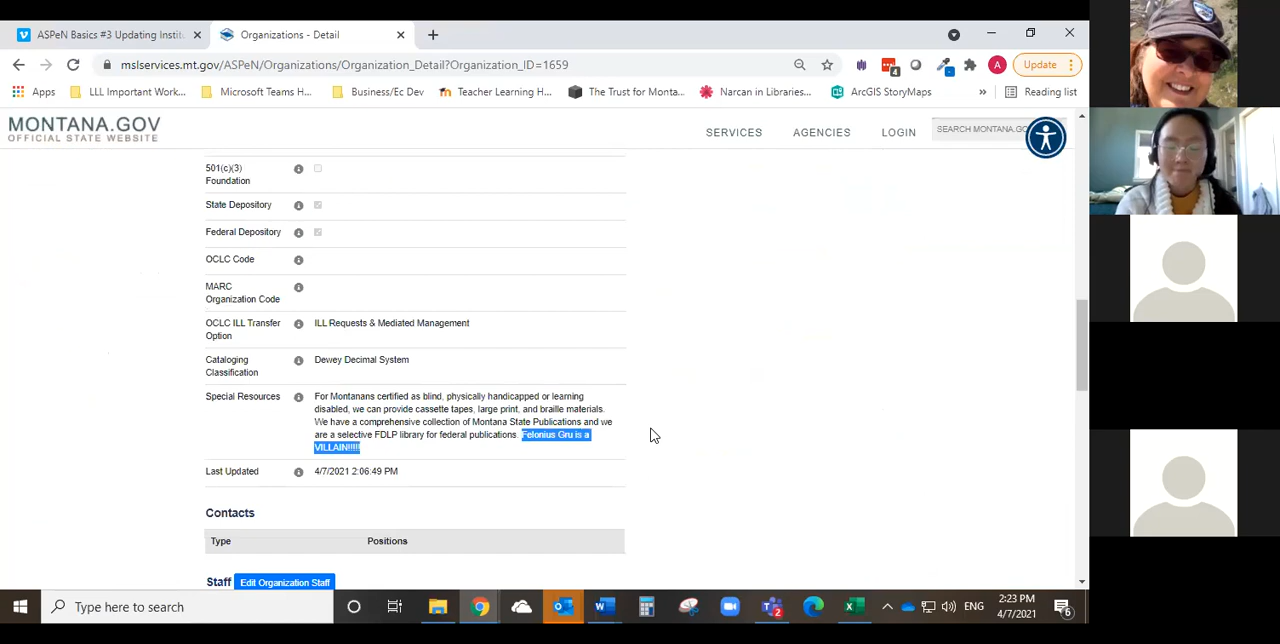 ASPeN Basics #3 Updating Instit
Organizations - Detail
mslservices.mt.gov/ASPeN/Organizations/Organization_Detail?Organization_ID=1659
4
A
Update
Apps
LLL Important Work...
Microsoft Teams H...
Business/Ec Dev
Teacher Learning H...
The Trust for Monta...
Narcan in Libraries...
ArcGIS StoryMaps
»
Reading list
MONTANA.GOV
OFFICIAL STATE WEBSITE
SERVICES
AGENCIES
LOGIN
SEARCH MONTANA.GO
501(c)(3)
Foundation
State Depository
Federal Depository
OCLC Code
MARC
Organization Code
OCLC ILL Transfer
Option
ILL Requests & Mediated Management
Cataloging
Classification
Dewey Decimal System
Special Resources
For Montanans certified as blind, physically handicapped or learning
disabled, we can provide cassette tapes, large print, and braille materials.
We have a comprehensive collection of Montana State Publications and we
are a selective FDLP library for federal publications. Felonius Gru is a
VILLAIN!!!!!
Last Updated
4/7/2021 2:06:49 PM
Contacts
Type
Positions
Staff
Edit Organization Staff
Type here to search
2
ENG
2:23 PM
4/7/2021
6